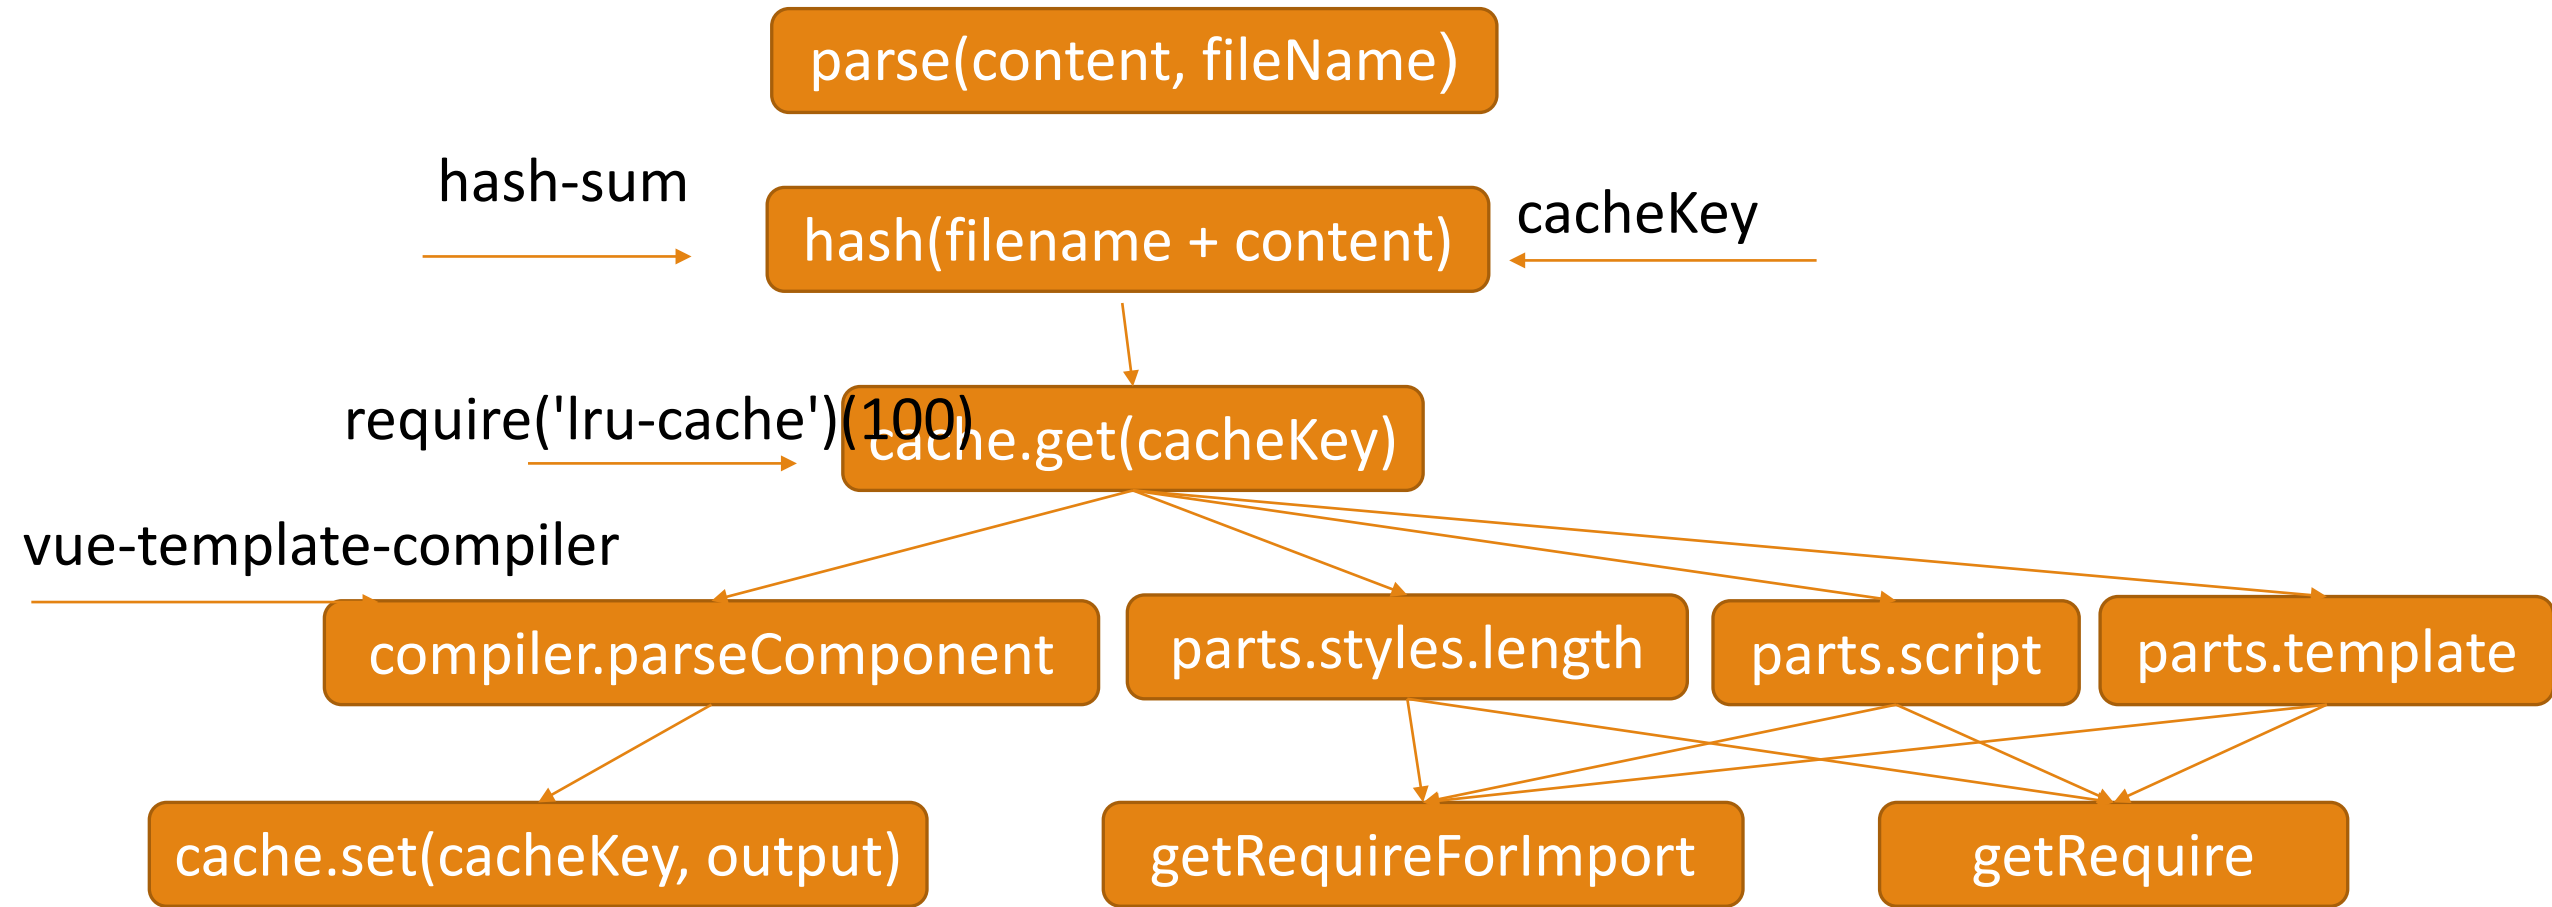 parse(content, fileName)
hash-sum
hash(filename + content)
cacheKey
require('lru-cache')(100)
cache.get(cacheKey)
vue-template-compiler
compiler.parseComponent
parts.styles.length
parts.script
parts.template
cache.set(cacheKey, output)
getRequireForImport
getRequire